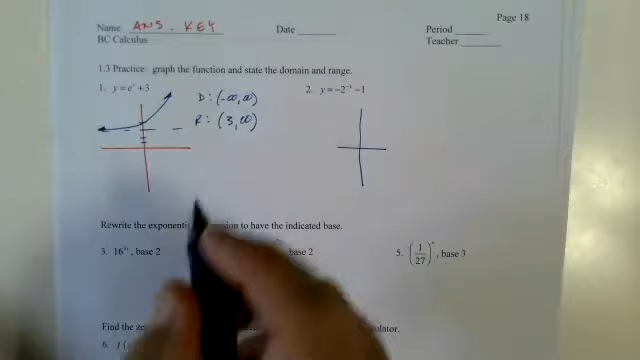 Page 18
Name ANS. KEY Date Period
BC Calculus Teacher
1.3 Practice: graph the function and state the domain and range.
1. y = eˣ + 3 D: (-∞, ∞) 2. y = -2⁻ˣ - 1
R: (3, ∞)
Rewrite the exponenti sion to have the indicated base.
3. 16 , base 2 base 2 5. (1/27)ˣ , base 3
Find the ze ulator.
6. f(